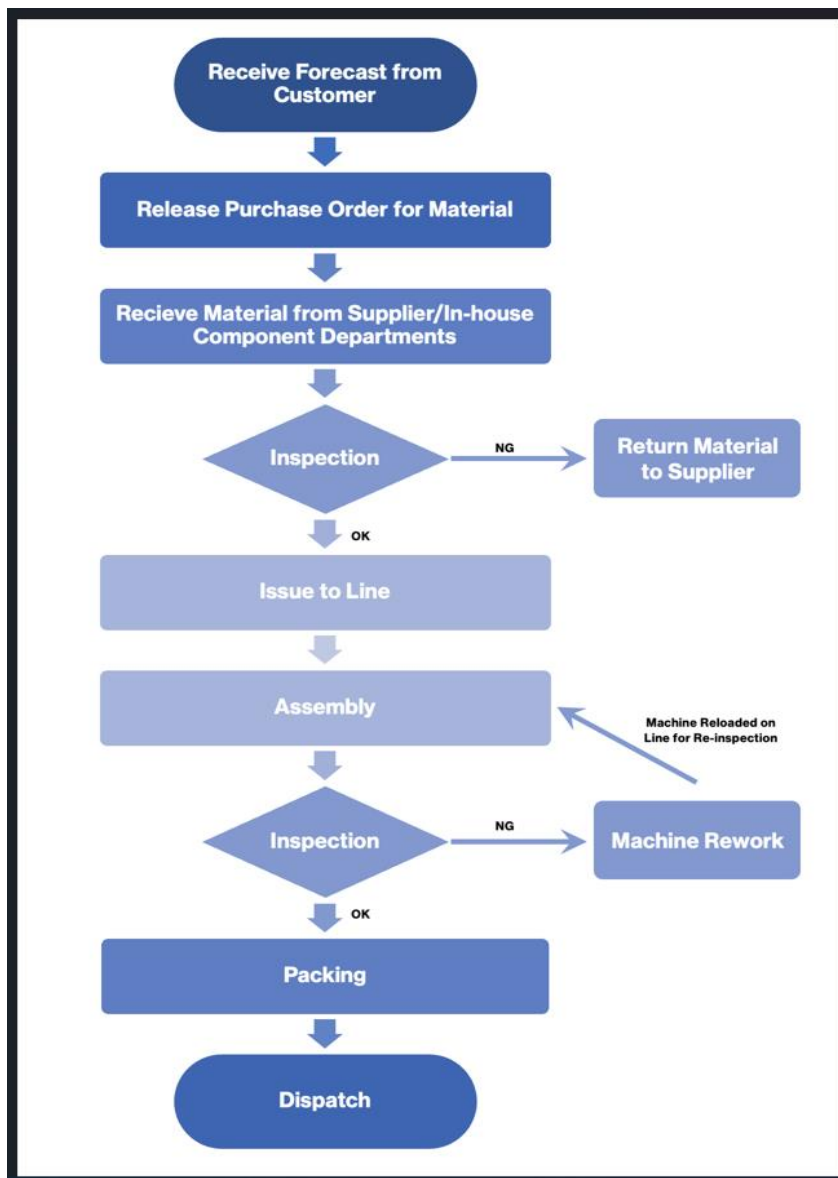 Receive Forecast from
Customer
Release Purchase Order for Material
Recieve Material from Supplier/In-house
Component Departments
Inspection
NG
Return Material
to Supplier
OK
Issue to Line
Assembly
Machine Reloaded on
Line for Re-inspection
Inspection
NG
Machine Rework
OK
Packing
Dispatch